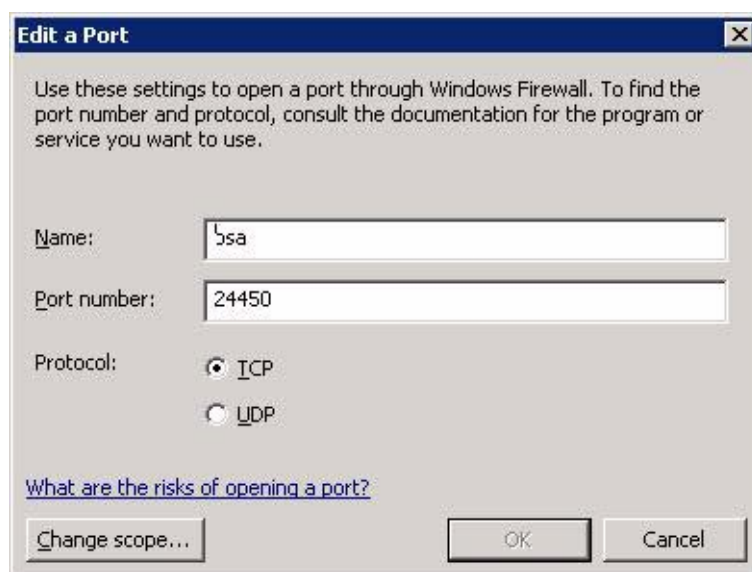 Edit a Port
Use these settings to open a port through Windows Firewall. To find the
port number and protocol, consult the documentation for the program or
service you want to use.
Name:
bsa
Port number:
24450
Protocol:
TCP
UDP
What are the risks of opening a port?
Change scope...
OK
Cancel